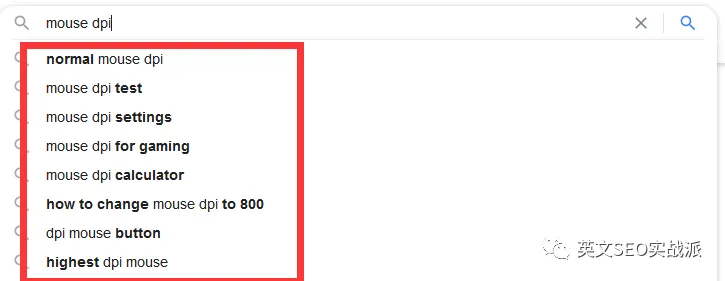 mouse dpi
normal mouse dpi
mouse dpi test
mouse dpi settings
mouse dpi for gaming
mouse dpi calculator
how to change mouse dpi to 800
dpi mouse button
highest dpi mouse
英文SEO实战派